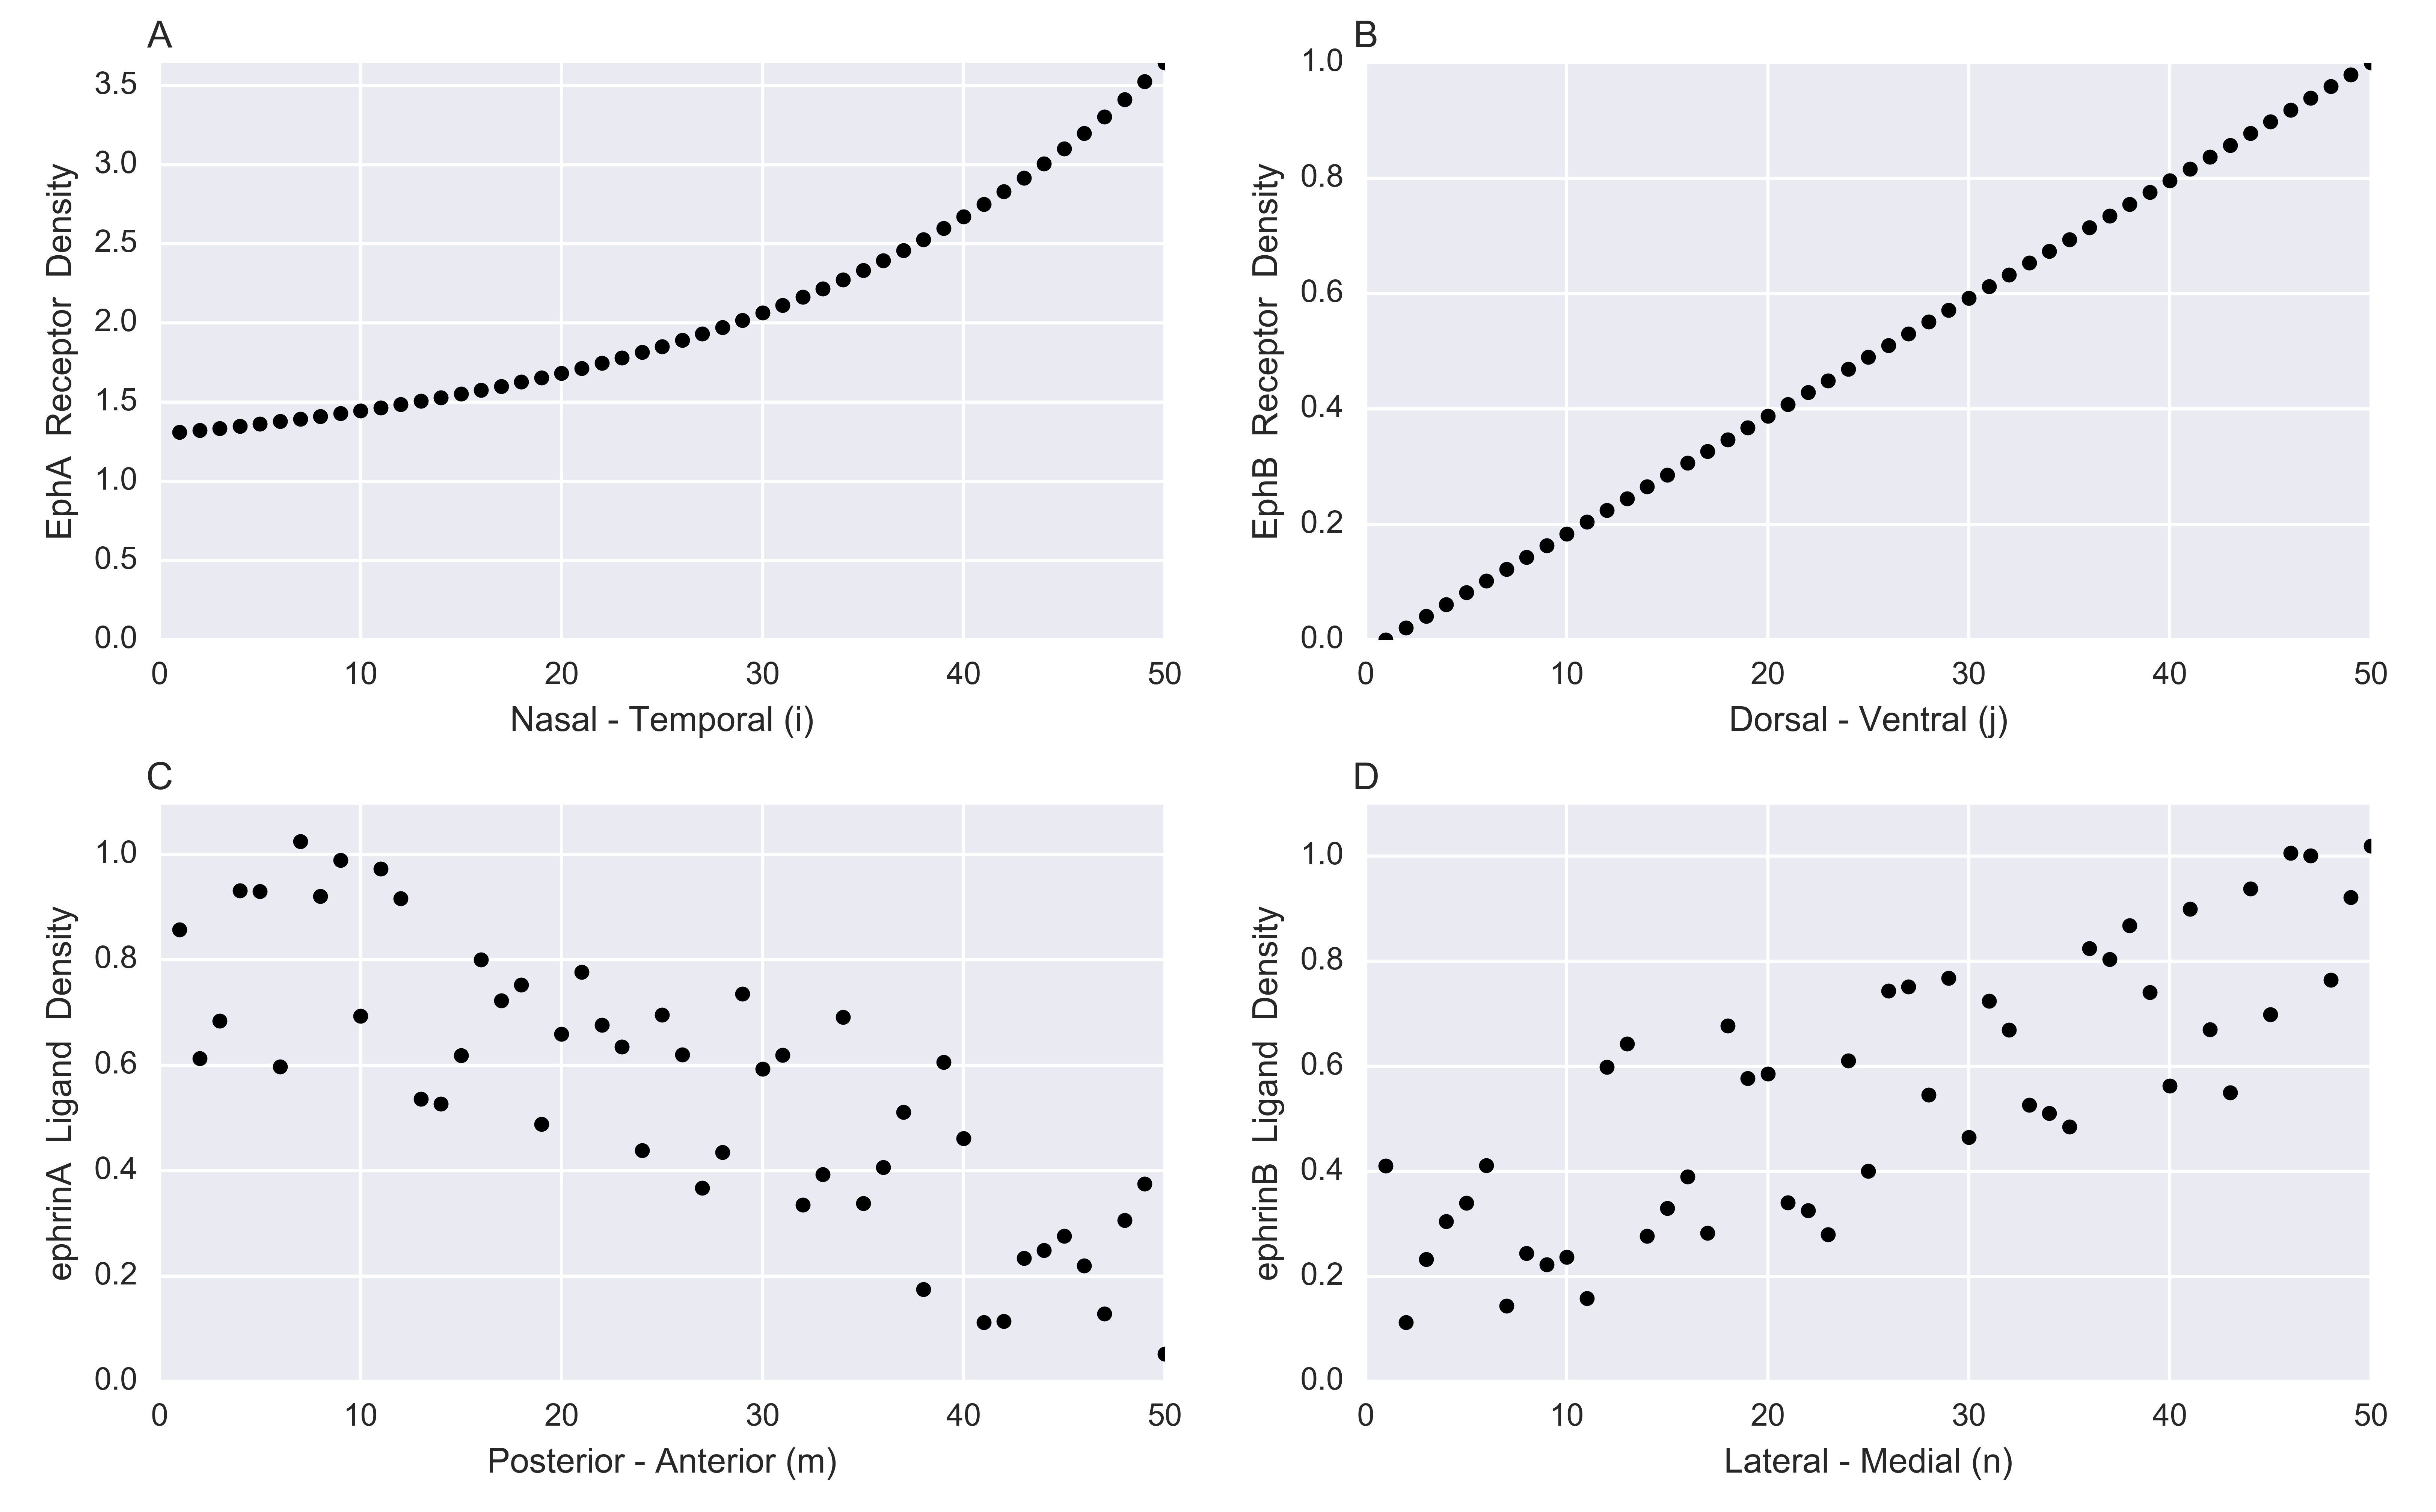 A
3.5
3.0
2.5
2.0
1.5
1.0
0.5
0.0
EphA Receptor Density
0 10 20 30 40 50
Nasal - Temporal (i)
B
1.0
0.8
0.6
0.4
0.2
0.0
EphB Receptor Density
0 10 20 30 40 50
Dorsal - Ventral (j)
C
1.0
0.8
0.6
0.4
0.2
0.0
ephrinA Ligand Density
0 10 20 30 40 50
Posterior - Anterior (m)
D
1.0
0.8
0.6
0.4
0.2
0.0
ephrinB Ligand Density
0 10 20 30 40 50
Lateral - Medial (n)